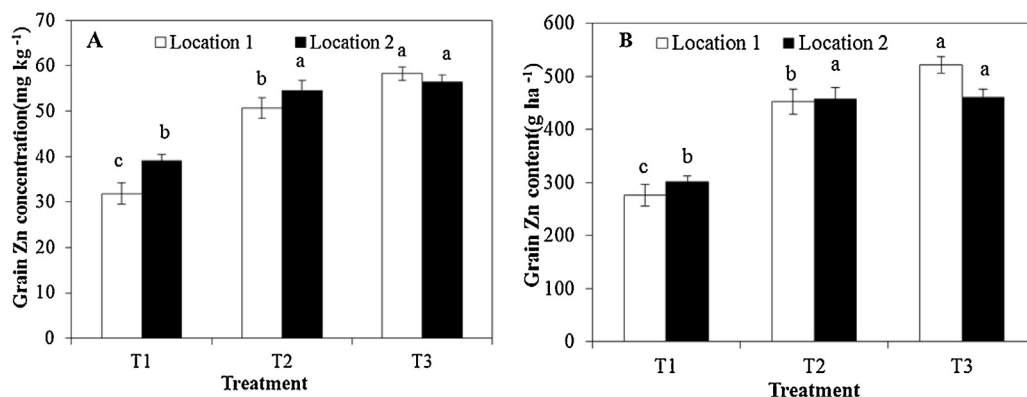 A
Location 1
Location 2
Grain Zn concentration(mg kg⁻¹)
70
60
50
40
30
20
10
0
c
b
b
a
a
a
T1
T2
T3
Treatment
B
Location 1
Location 2
Grain Zn content(g ha⁻¹)
600
500
400
300
200
100
0
c
b
b
a
a
a
T1
T2
T3
Treatment